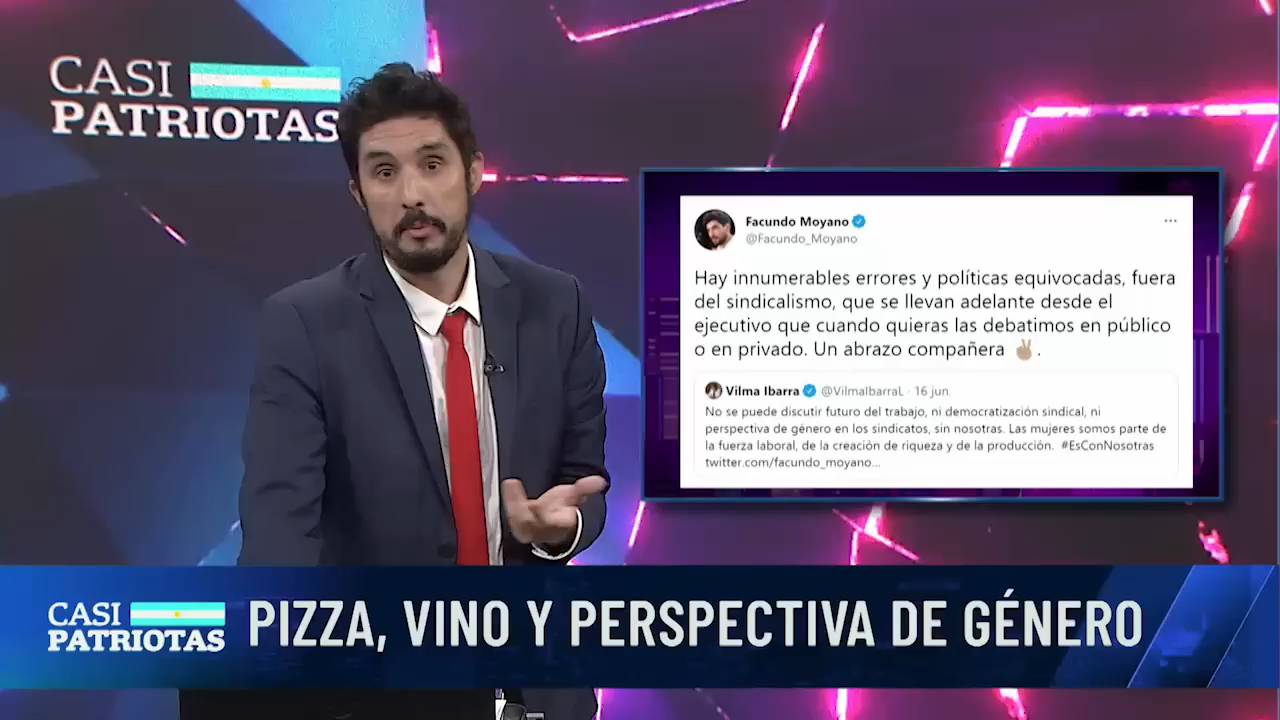 CASI
PATRIOTAS
Facundo Moyano
@Facundo_Moyano
Hay innumerables errores y políticas equivocadas, fuera
del sindicalismo, que se llevan adelante desde el
ejecutivo que cuando quieras las debatimos en público
o en privado. Un abrazo compañera ✌🏼.
Vilma Ibarra @VilmaIbarraL · 16 jun.
No se puede discutir futuro del trabajo, ni democratización sindical, ni
perspectiva de género en los sindicatos, sin nosotras. Las mujeres somos parte de
la fuerza laboral, de la creación de riqueza y de la producción. #EsConNosotras
twitter.com/facundo_moyano...
CASI
PATRIOTAS
PIZZA, VINO Y PERSPECTIVA DE GÉNERO